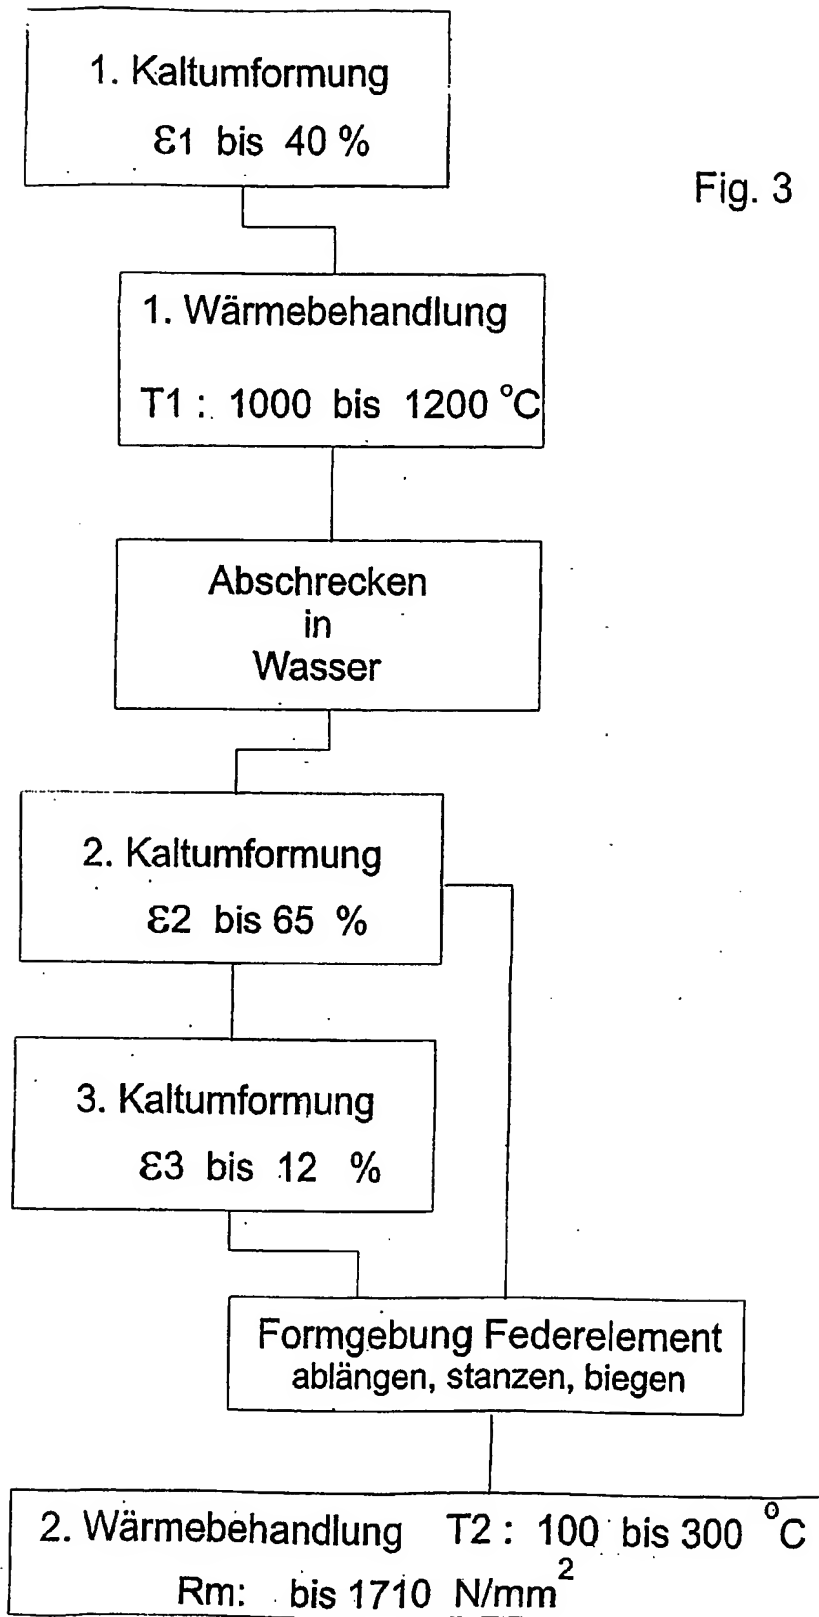 1. Kaltumformung
ε1 bis 40 %
Fig. 3
1. Wärmebehandlung
T1 : 1000 bis 1200 °C
Abschrecken
in
Wasser
2. Kaltumformung
ε2 bis 65 %
3. Kaltumformung
ε3 bis 12 %
Formgebung Federelement
ablängen, stanzen, biegen
2. Wärmebehandlung T2 : 100 bis 300 °C
Rm: bis 1710 N/mm²